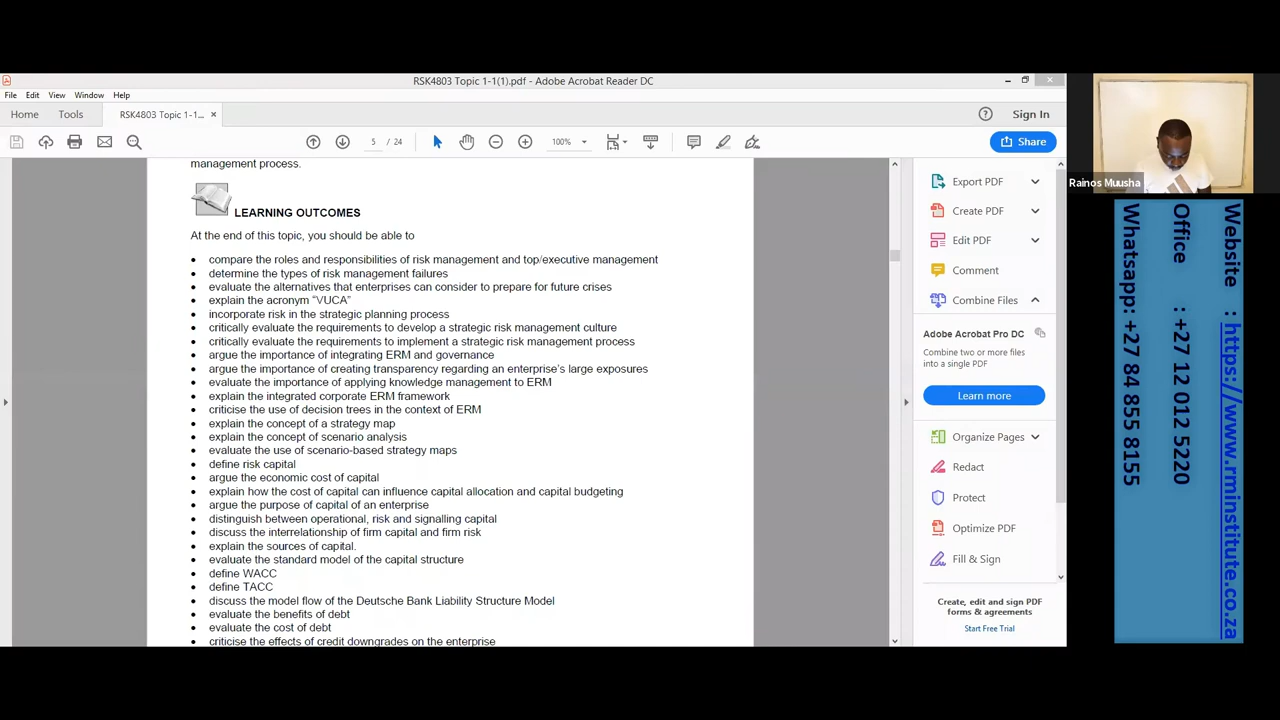 RSK4803 Topic 1-1(1).pdf - Adobe Acrobat Reader DC
File Edit View Window Help
Home Tools RSK4803 Topic 1-1... × Sign In
5 / 24 100% Share
management process.
LEARNING OUTCOMES
At the end of this topic, you should be able to
• compare the roles and responsibilities of risk management and top/executive management
• determine the types of risk management failures
• evaluate the alternatives that enterprises can consider to prepare for future crises
• explain the acronym “VUCA”
• incorporate risk in the strategic planning process
• critically evaluate the requirements to develop a strategic risk management culture
• critically evaluate the requirements to implement a strategic risk management process
• argue the importance of integrating ERM and governance
• argue the importance of creating transparency regarding an enterprise’s large exposures
• evaluate the importance of applying knowledge management to ERM
• explain the integrated corporate ERM framework
• criticise the use of decision trees in the context of ERM
• explain the concept of a strategy map
• explain the concept of scenario analysis
• evaluate the use of scenario-based strategy maps
• define risk capital
• argue the economic cost of capital
• explain how the cost of capital can influence capital allocation and capital budgeting
• argue the purpose of capital of an enterprise
• distinguish between operational, risk and signalling capital
• discuss the interrelationship of firm capital and firm risk
• explain the sources of capital.
• evaluate the standard model of the capital structure
• define WACC
• define TACC
• discuss the model flow of the Deutsche Bank Liability Structure Model
• evaluate the benefits of debt
• evaluate the cost of debt
• criticise the effects of credit downgrades on the enterprise
Export PDF
Create PDF
Edit PDF
Comment
Combine Files
Adobe Acrobat Pro DC
Combine two or more files
into a single PDF
Learn more
Organize Pages
Redact
Protect
Optimize PDF
Fill & Sign
Create, edit and sign PDF
forms & agreements
Start Free Trial
Rainos Muusha
Website : https://www.rminstitute.co.za
Office : +27 12 012 5220
Whatsapp: +27 84 855 8155